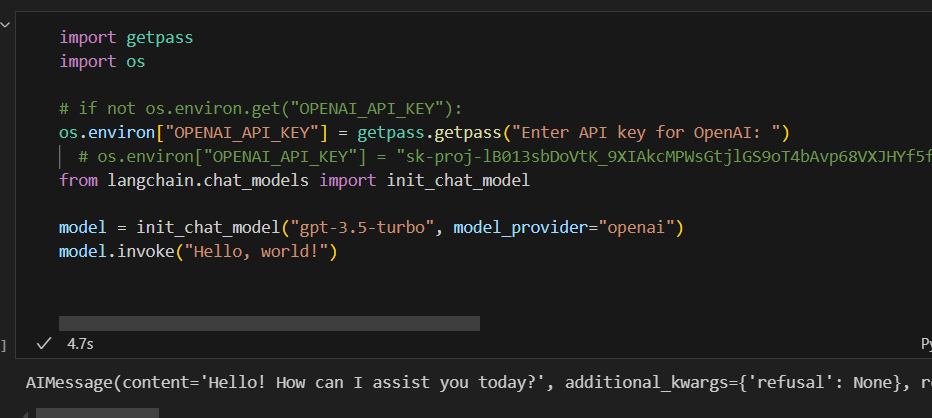 import getpass
import os
# if not os.environ.get("OPENAI_API_KEY"):
os.environ["OPENAI_API_KEY"] = getpass.getpass("Enter API key for OpenAI: ")
# os.environ["OPENAI_API_KEY"] = "sk-proj-lB013sbDoVtK_9XIAkcMPWsGtjlGS9oT4bAvp68VXJHYf5f
from langchain.chat_models import init_chat_model
model = init_chat_model("gpt-3.5-turbo", model_provider="openai")
model.invoke("Hello, world!")
] 4.7s Py
AIMessage(content='Hello! How can I assist you today?', additional_kwargs={'refusal': None}, r